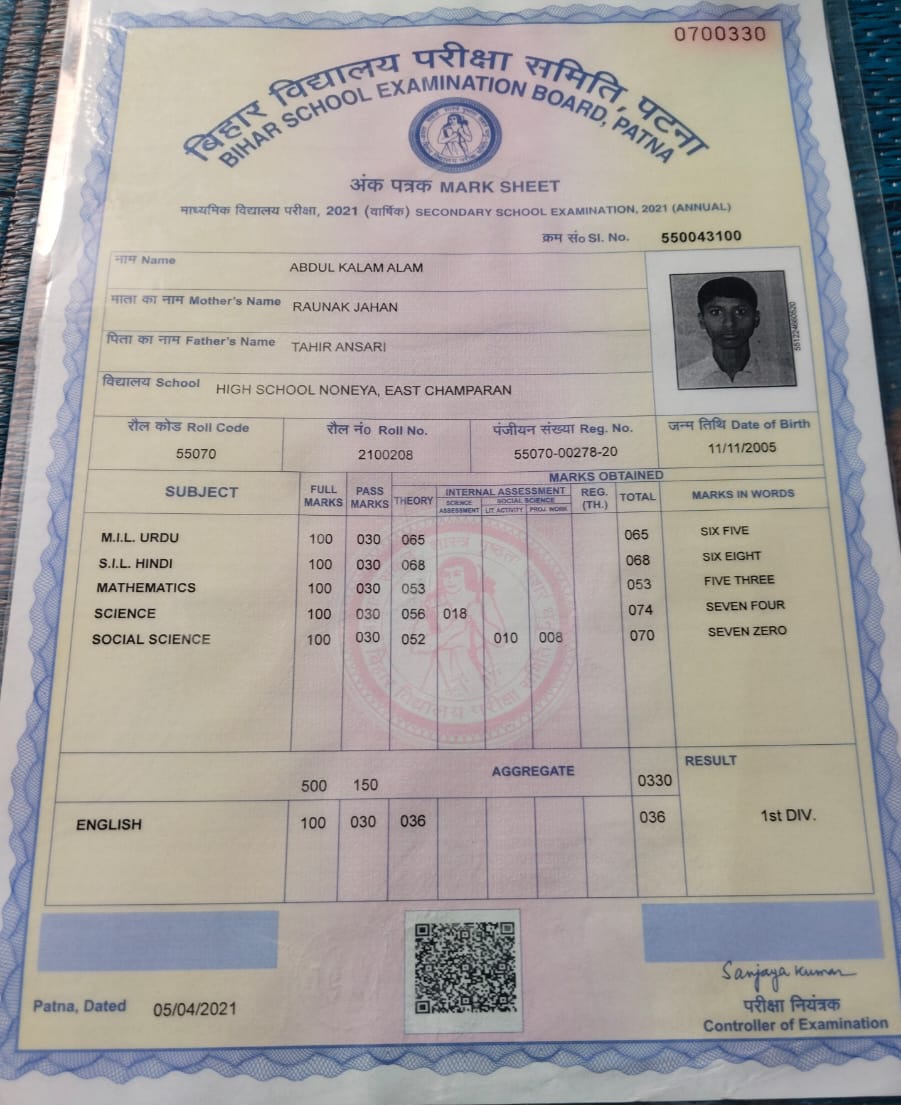 0700330
बिहार विद्यालय परीक्षा समिति, पटना
BIHAR SCHOOL EXAMINATION BOARD, PATNA
अंक पत्रक MARK SHEET
माध्यमिक विद्यालय परीक्षा, 2021 (वार्षिक) SECONDARY SCHOOL EXAMINATION, 2021 (ANNUAL)
क्रम सं० Sl. No. 550043100
नाम Name ABDUL KALAM ALAM
माता का नाम Mother's Name RAUNAK JAHAN
पिता का नाम Father's Name TAHIR ANSARI
विद्यालय School HIGH SCHOOL NONEYA, EAST CHAMPARAN
रौल कोड Roll Code रौल नं० Roll No. पंजीयन संख्या Reg. No. जन्म तिथि Date of Birth
55070 2100208 55070-00278-20 11/11/2005
MARKS OBTAINED
SUBJECT FULL MARKS PASS MARKS THEORY INTERNAL ASSESSMENT REG. (TH.) TOTAL MARKS IN WORDS
SCIENCE ASSESSMENT SOCIAL SCIENCE LIT. ACTIVITY PROJ. WORK
M.I.L. URDU 100 030 065 065 SIX FIVE
S.I.L. HINDI 100 030 068 068 SIX EIGHT
MATHEMATICS 100 030 053 053 FIVE THREE
SCIENCE 100 030 056 018 074 SEVEN FOUR
SOCIAL SCIENCE 100 030 052 010 008 070 SEVEN ZERO
500 150 AGGREGATE 0330 RESULT
ENGLISH 100 030 036 036 1st DIV.
Sanjaya Kumar
Patna, Dated 05/04/2021
परीक्षा नियंत्रक
Controller of Examination